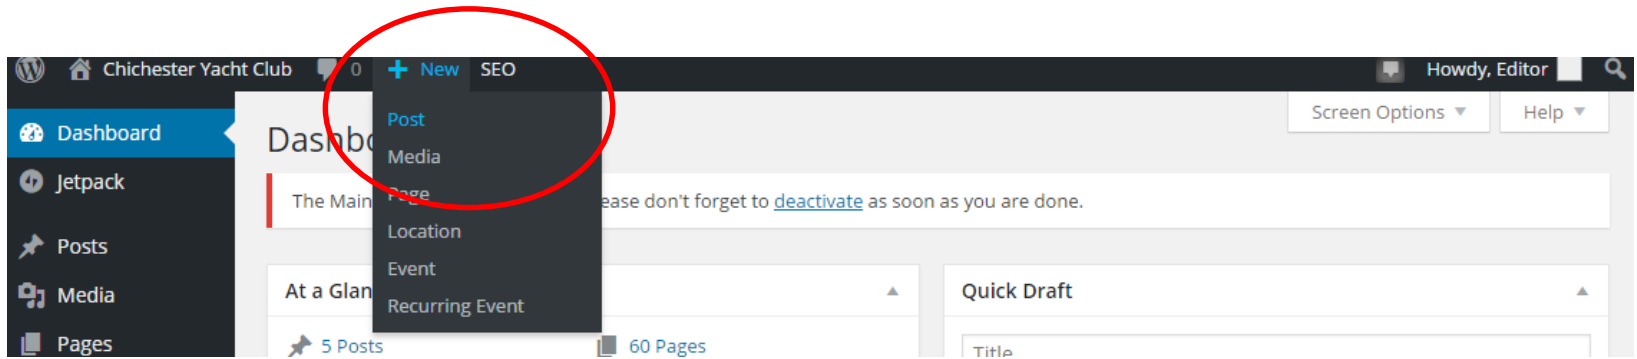 Chichester Yacht Club 0 + New SEO Howdy, Editor
Dashboard
Jetpack
Posts
Media
Pages
Post
Media
Page
Location
Event
Recurring Event
Screen Options Help
Dashbo
The Main ease don't forget to deactivate as soon as you are done.
At a Glan
5 Posts 60 Pages
Quick Draft
Title